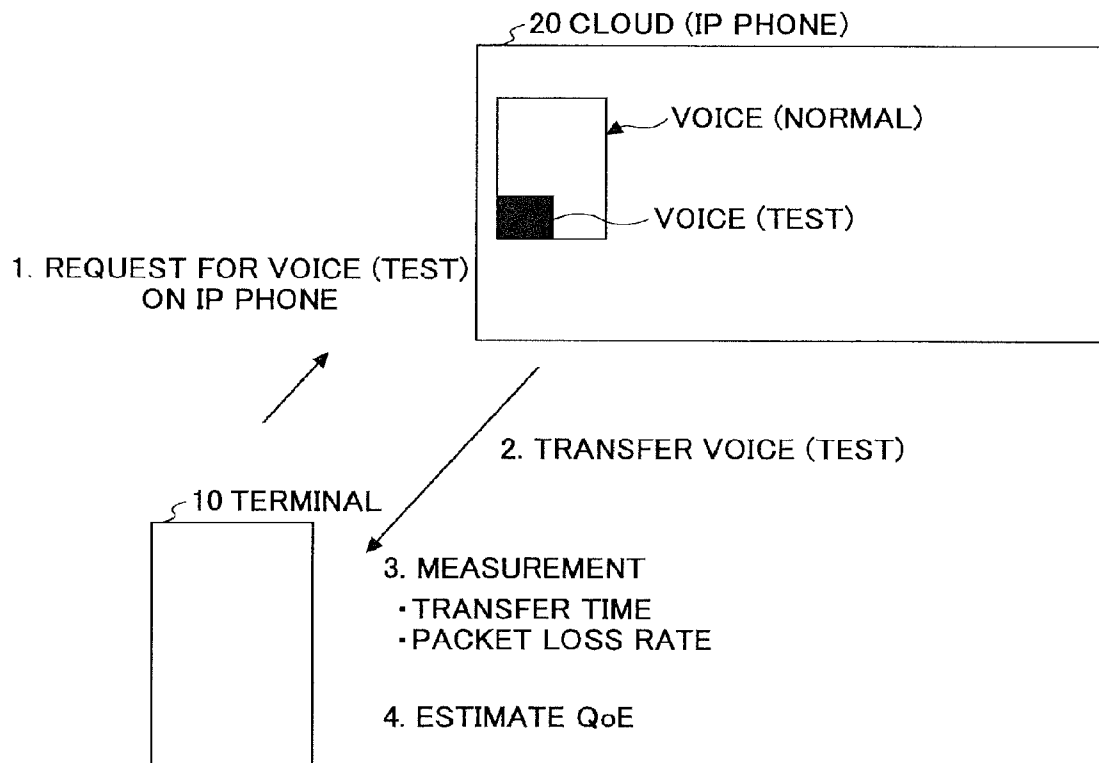 20 CLOUD (IP PHONE)
VOICE (NORMAL)
VOICE (TEST)
1. REQUEST FOR VOICE (TEST)
ON IP PHONE
2. TRANSFER VOICE (TEST)
10 TERMINAL
3. MEASUREMENT
・TRANSFER TIME
・PACKET LOSS RATE
4. ESTIMATE QoE